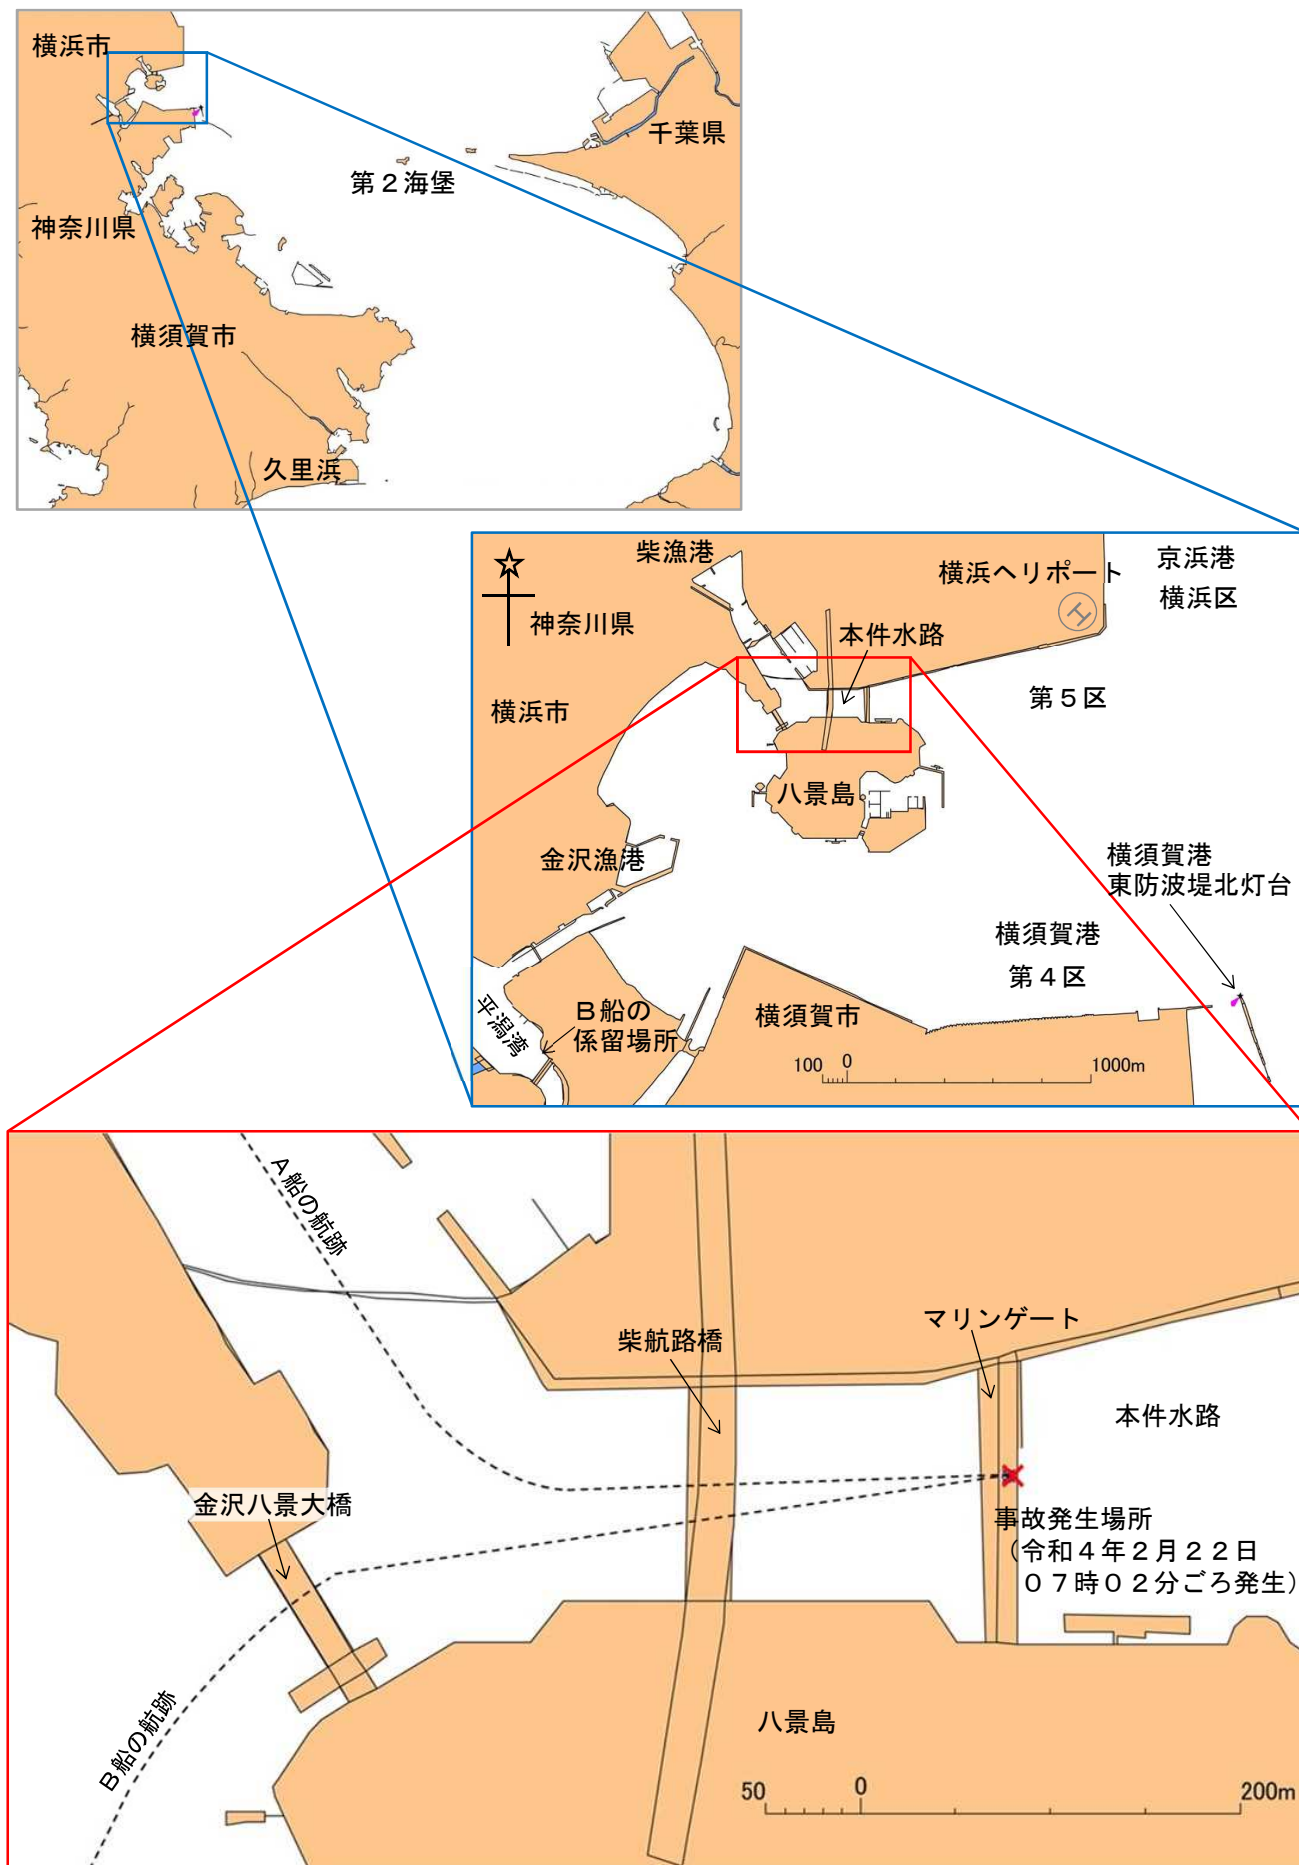 横浜市
千葉県
第２海堡
神奈川県
横須賀市
久里浜
柴漁港
京浜港
横浜ヘリポート
横浜区
H
神奈川県
本件水路
第５区
横浜市
八景島
金沢漁港
横須賀港
東防波堤北灯台
横須賀港
第４区
平潟湾
Ｂ船の
係留場所
横須賀市
100 0 1000m
Ａ船の航跡
マリンゲート
柴航路橋
本件水路
金沢八景大橋
事故発生場所
（令和４年２月２２日
０７時０２分ごろ発生）
Ｂ船の航跡
八景島
50 0 200m